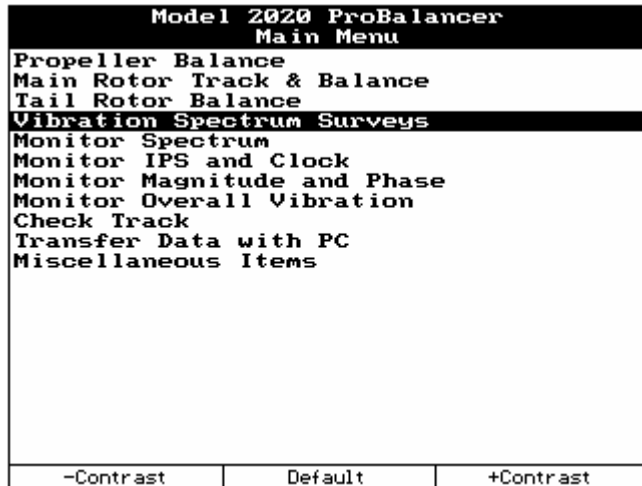 Model 2020 ProBalancer
Main Menu
Propeller Balance
Main Rotor Track & Balance
Tail Rotor Balance
Vibration Spectrum Surveys
Monitor Spectrum
Monitor IPS and Clock
Monitor Magnitude and Phase
Monitor Overall Vibration
Check Track
Transfer Data with PC
Miscellaneous Items
-Contrast Default +Contrast